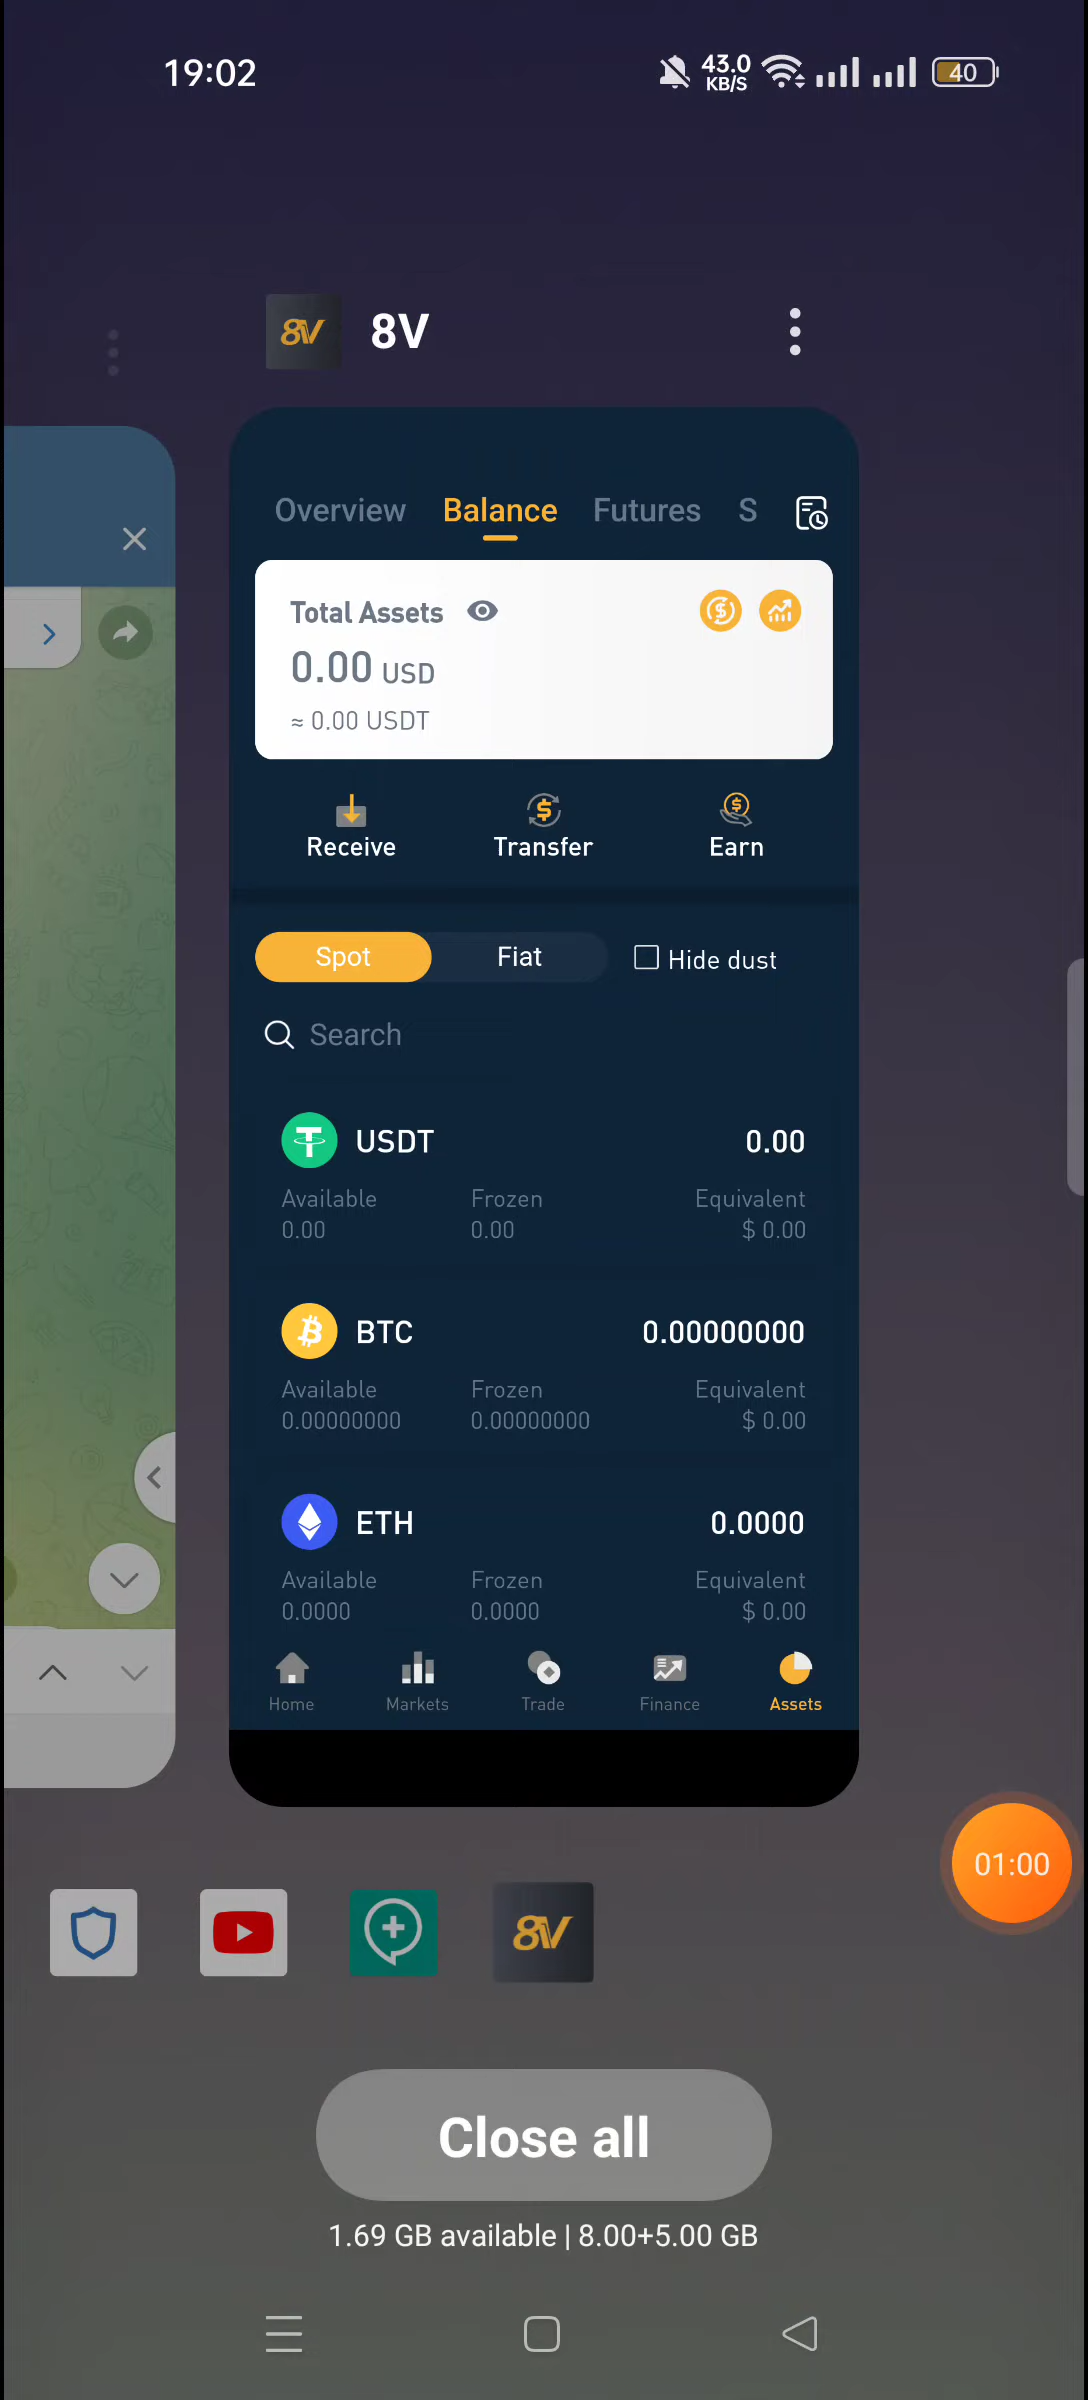 19:02
43.0
KB/S
40
8V
8V
Overview Balance Futures S
Total Assets
0.00 USD
≈ 0.00 USDT
Receive Transfer Earn
Spot Fiat Hide dust
Search
USDT 0.00
Available Frozen Equivalent
0.00 0.00 $ 0.00
BTC 0.00000000
Available Frozen Equivalent
0.00000000 0.00000000 $ 0.00
ETH 0.0000
Available Frozen Equivalent
0.0000 0.0000 $ 0.00
Home Markets Trade Finance Assets
01:00
8V
Close all
1.69 GB available | 8.00+5.00 GB